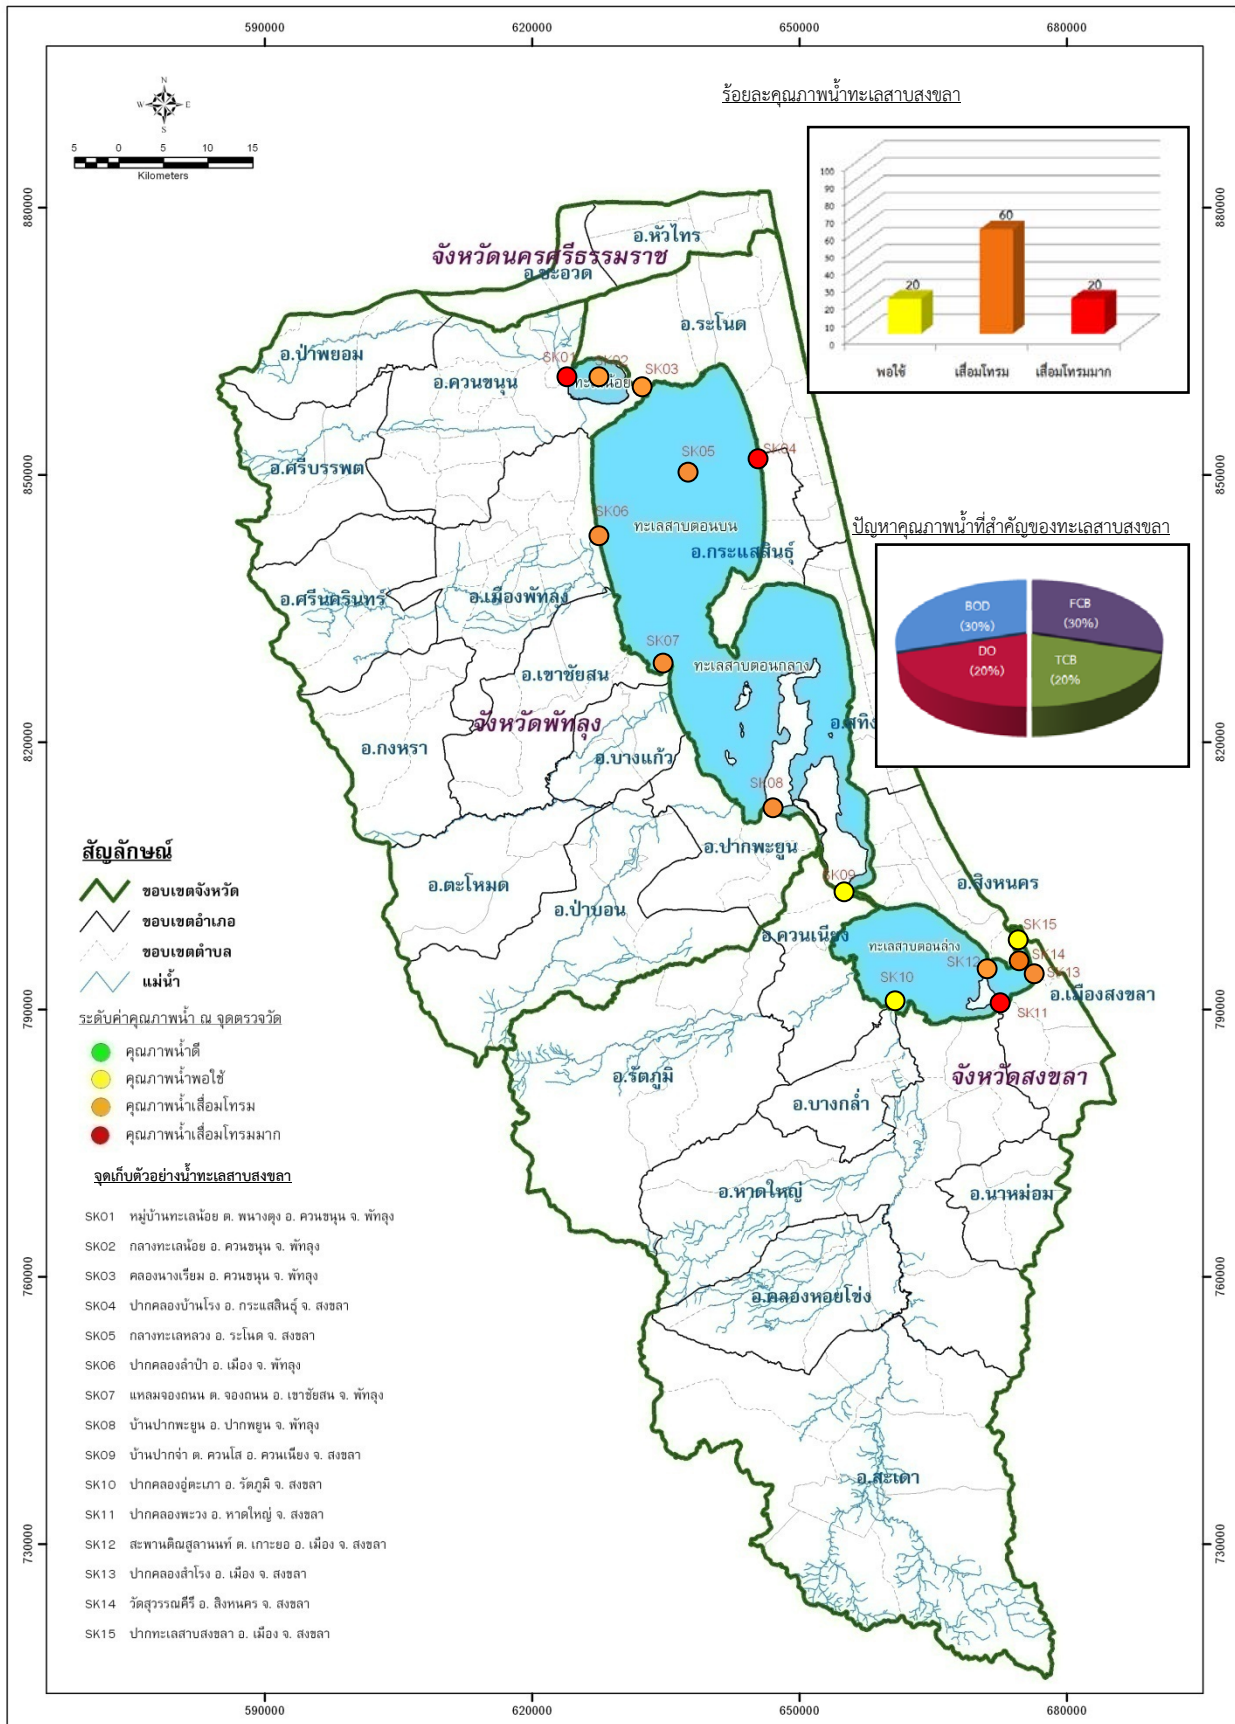 590000 620000 650000 680000
N
W E
S
5 0 5 10 15
Kilometers
ร้อยละคุณภาพน้ำทะเลสาบสงขลา
100
90
80
70
60
50
40
30
20
10
0
20
60
20
พอใช้ เสื่อมโทรม เสื่อมโทรมมาก
880000 880000
อ.หัวไทร
จังหวัดนครศรีธรรมราช
อ.ชะอวด
อ.ระโนด
อ.ป่าพยอม
SK01
SK02
SK03
ทะเลน้อย
อ.ควนขนุน
SK04
SK05
อ.ศรีบรรพต
850000 850000
SK06
ทะเลสาบตอนบน
อ.กระแสสินธุ์
ปัญหาคุณภาพน้ำที่สำคัญของทะเลสาบสงขลา
BOD
(30%)
FCB
(30%)
DO
(20%)
TCB
(20%
อ.ศรีนครินทร์
อ.เมืองพัทลุง
SK07
ทะเลสาบตอนกลาง
อ.เขาชัยสน
จังหวัดพัทลุง
อ.สทิง
820000 820000
อ.กงหรา
อ.บางแก้ว
SK08
อ.ปากพะยูน
อ.ตะโหมด
SK09
อ.สิงหนคร
อ.ป่าบอน
อ.ควนเนียง
ทะเลสาบตอนล่าง
SK15
SK14
SK12
SK13
SK10
อ.เมืองสงขลา
SK11
790000 790000
อ.รัตภูมิ
จังหวัดสงขลา
อ.บางกล่ำ
อ.หาดใหญ่
อ.นาหม่อม
อ.คลองหอยโข่ง
อ.สะเดา
760000 760000
730000 730000
สัญลักษณ์
ขอบเขตจังหวัด
ขอบเขตอำเภอ
ขอบเขตตำบล
แม่น้ำ
ระดับค่าคุณภาพน้ำ ณ จุดตรวจวัด
คุณภาพน้ำดี
คุณภาพน้ำพอใช้
คุณภาพน้ำเสื่อมโทรม
คุณภาพน้ำเสื่อมโทรมมาก
จุดเก็บตัวอย่างน้ำทะเลสาบสงขลา
SK01 หมู่บ้านทะเลน้อย ต. พนางตุง อ. ควนขนุน จ. พัทลุง
SK02 กลางทะเลน้อย อ. ควนขนุน จ. พัทลุง
SK03 คลองนางเรียม อ. ควนขนุน จ. พัทลุง
SK04 ปากคลองบ้านโรง อ. กระแสสินธุ์ จ. สงขลา
SK05 กลางทะเลหลวง อ. ระโนด จ. สงขลา
SK06 ปากคลองลำปำ อ. เมือง จ. พัทลุง
SK07 แหลมจองถนน ต. จองถนน อ. เขาชัยสน จ. พัทลุง
SK08 บ้านปากพะยูน อ. ปากพยูน จ. พัทลุง
SK09 บ้านปากจ่า ต. ควนโส อ. ควนเนียง จ. สงขลา
SK10 ปากคลองอู่ตะเภา อ. รัตภูมิ จ. สงขลา
SK11 ปากคลองพะวง อ. หาดใหญ่ จ. สงขลา
SK12 สะพานติณสูลานนท์ ต. เกาะยอ อ. เมือง จ. สงขลา
SK13 ปากคลองสำโรง อ. เมือง จ. สงขลา
SK14 วัดสุวรรณคีรี อ. สิงหนคร จ. สงขลา
SK15 ปากทะเลสาบสงขลา อ. เมือง จ. สงขลา
590000 620000 650000 680000